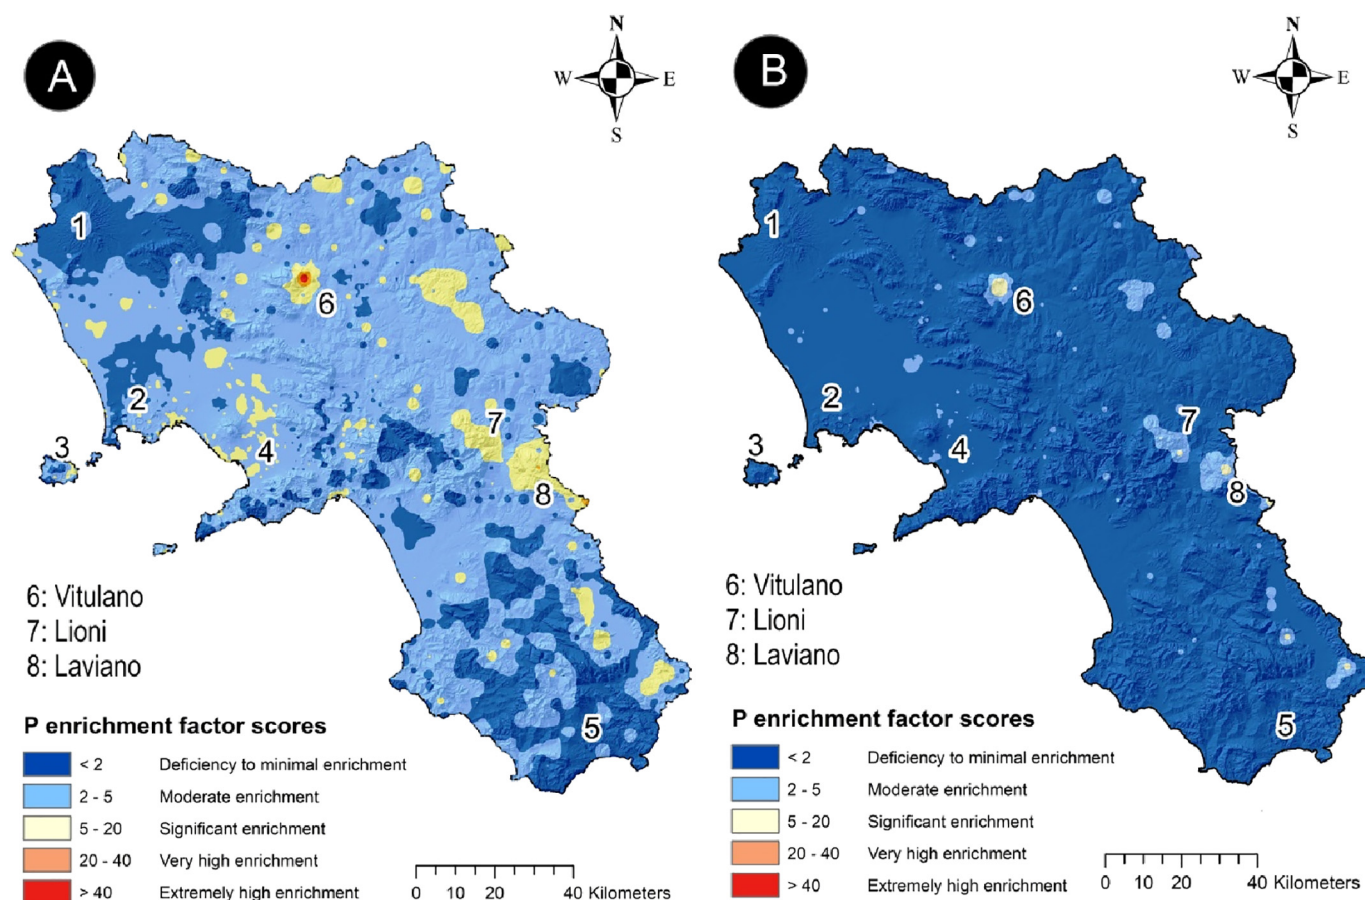 A
N
W E
S
1
6
2
7
3
4
8
5
6: Vitulano
7: Lioni
8: Laviano
P enrichment factor scores
< 2 Deficiency to minimal enrichment
2 - 5 Moderate enrichment
5 - 20 Significant enrichment
20 - 40 Very high enrichment
> 40 Extremely high enrichment
0 10 20 40 Kilometers
B
N
W E
S
1
6
2
7
3
4
8
5
6: Vitulano
7: Lioni
8: Laviano
P enrichment factor scores
< 2 Deficiency to minimal enrichment
2 - 5 Moderate enrichment
5 - 20 Significant enrichment
20 - 40 Very high enrichment
> 40 Extremely high enrichment
0 10 20 40 Kilometers